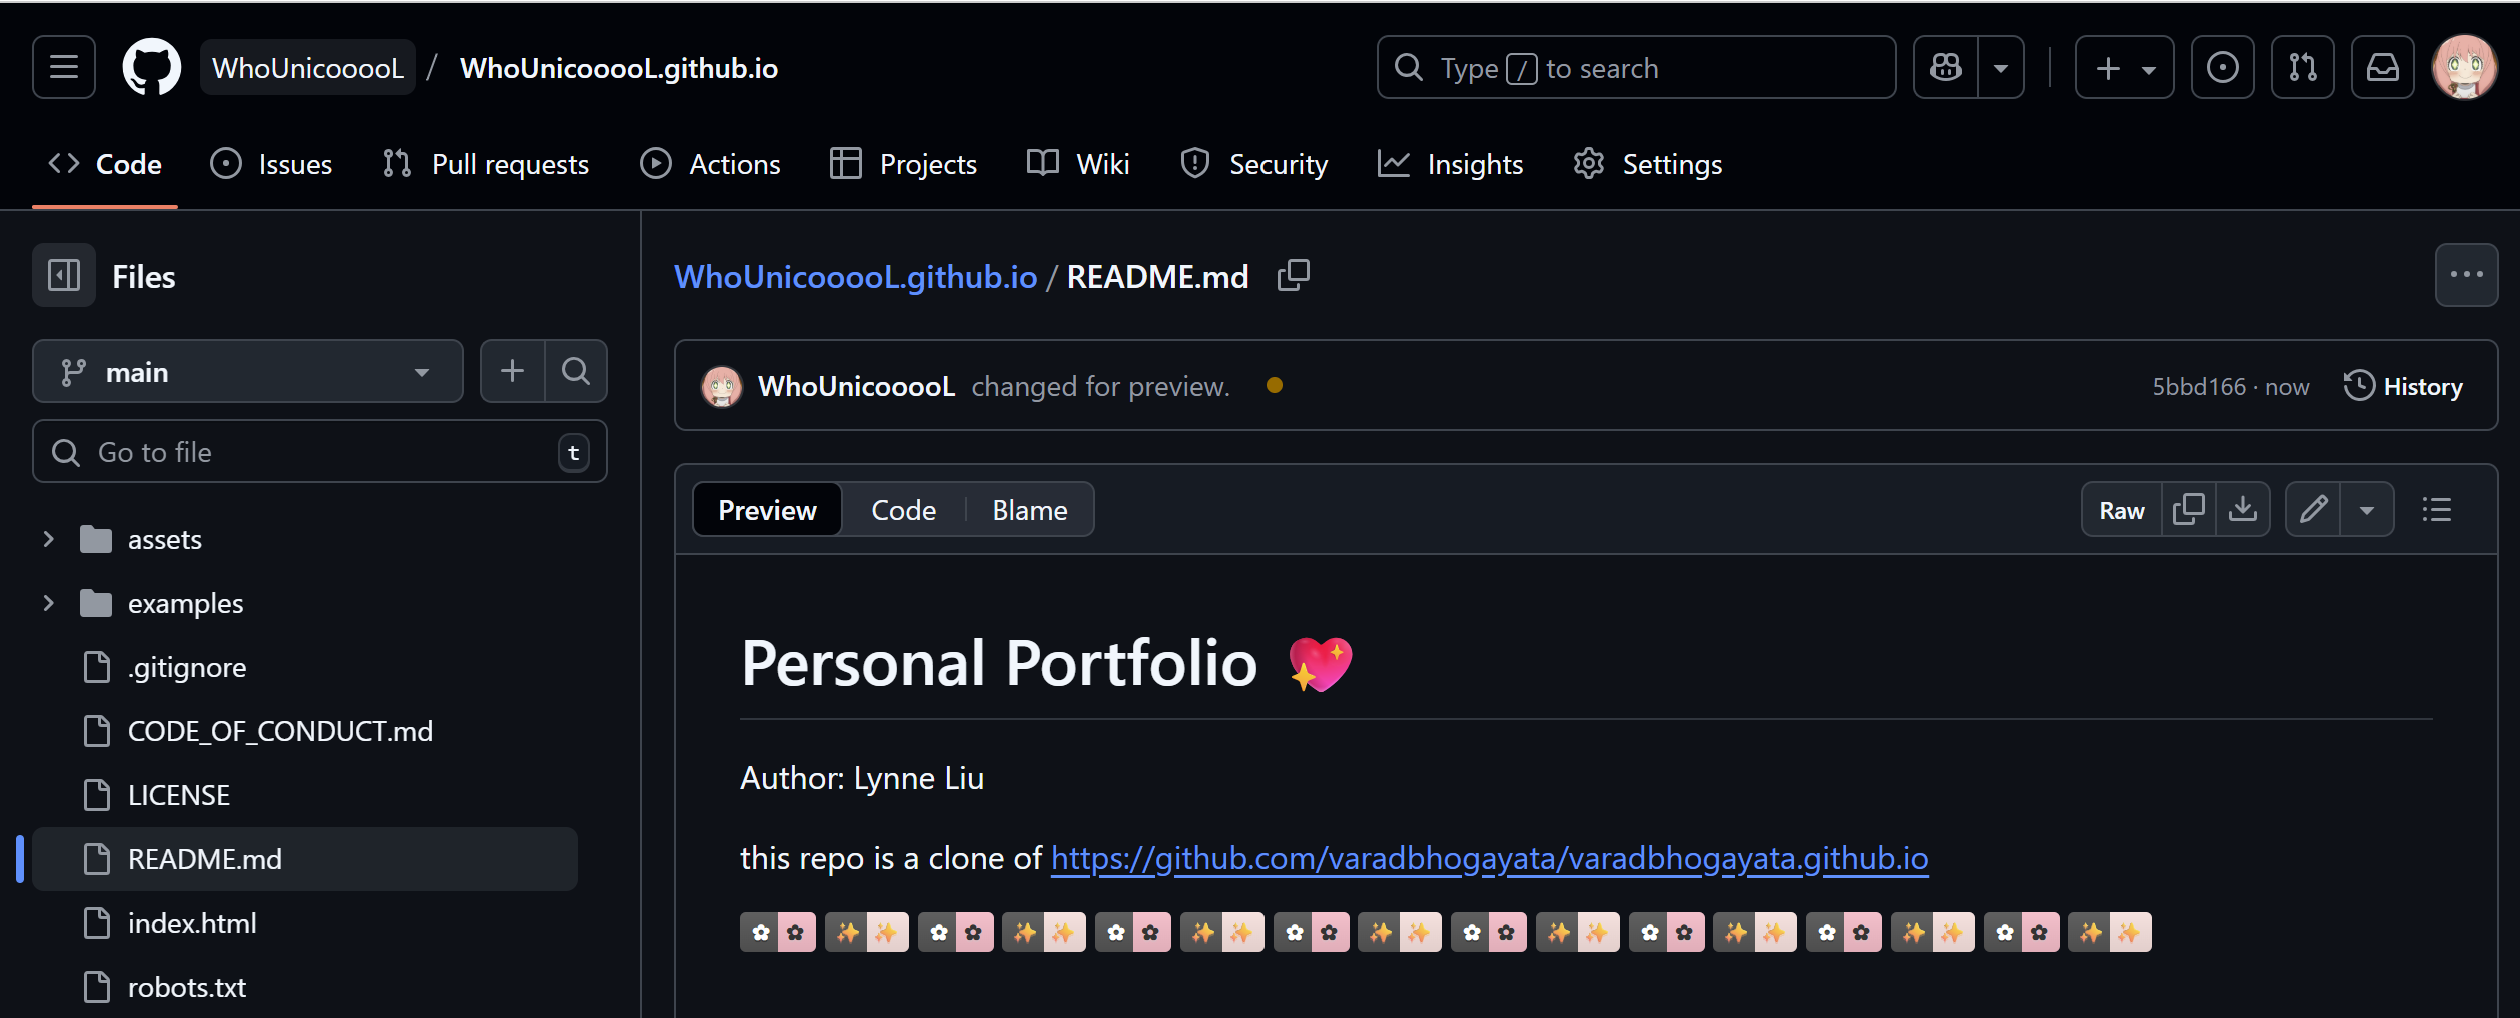 WhoUnicooooL / WhoUnicooooL.github.io
Type / to search
Code Issues Pull requests Actions Projects Wiki Security Insights Settings
Files
main
Go to file t
assets
examples
.gitignore
CODE_OF_CONDUCT.md
LICENSE
README.md
index.html
robots.txt
WhoUnicooooL.github.io / README.md
WhoUnicooooL changed for preview. 5bbd166 · now History
Preview Code Blame Raw
Personal Portfolio 💖
Author: Lynne Liu
this repo is a clone of https://github.com/varadbhogayata/varadbhogayata.github.io
✿ ✿ ✨ ✨ ✿ ✿ ✨ ✨ ✿ ✿ ✨ ✨ ✿ ✿ ✨ ✨ ✿ ✿ ✨ ✨ ✿ ✿ ✨ ✨ ✿ ✿ ✨ ✨ ✿ ✿ ✨ ✨